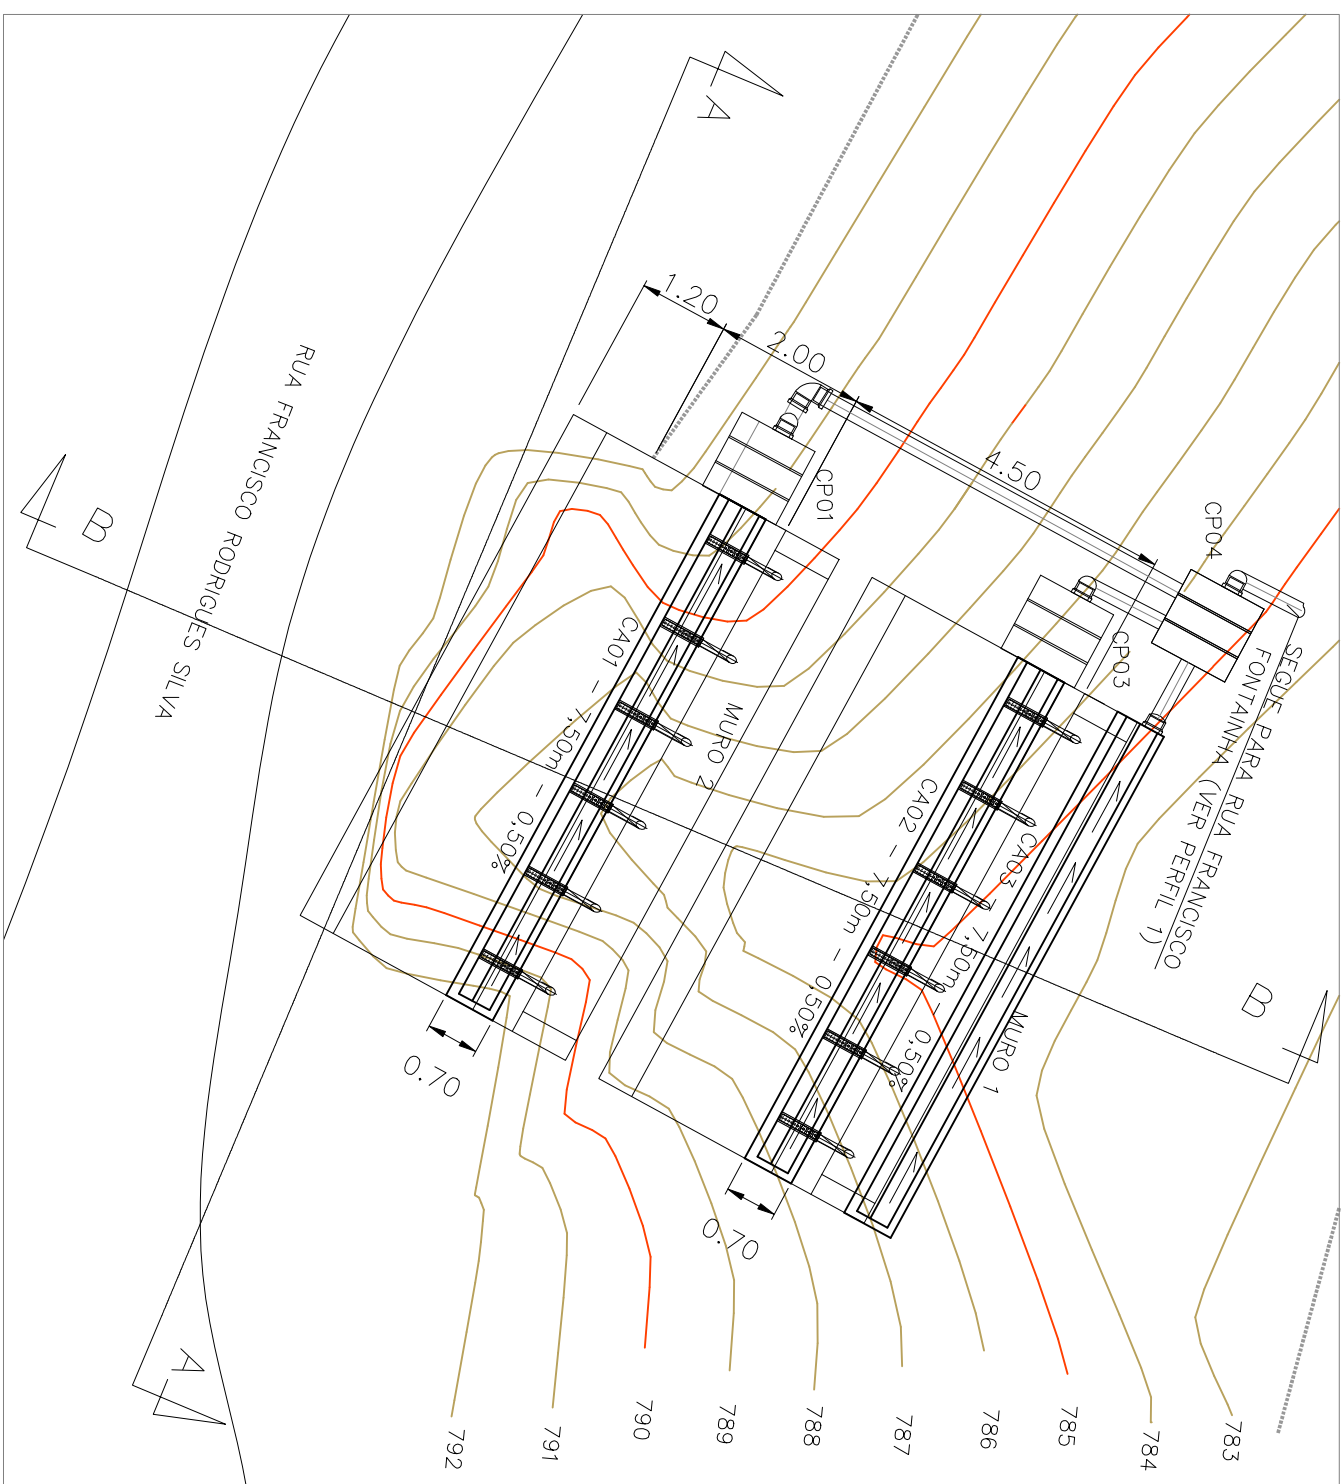 A
1.20
2.00
4.50
RUA FRANCISCO RODRIGUES SILVA
B
CP01
CP04
CP03
SEGUE PARA RUA FRANCISCO
FONTAINHA (VER PERFIL 1)
CA01 - 7,50m - 0,50%
MURO 2
CA02 - 7,50m - 0,50%
CA03 - 7,50m - 0,50%
MURO 1
B
0.70
0.70
A
792
791
790
789
788
787
786
785
784
783